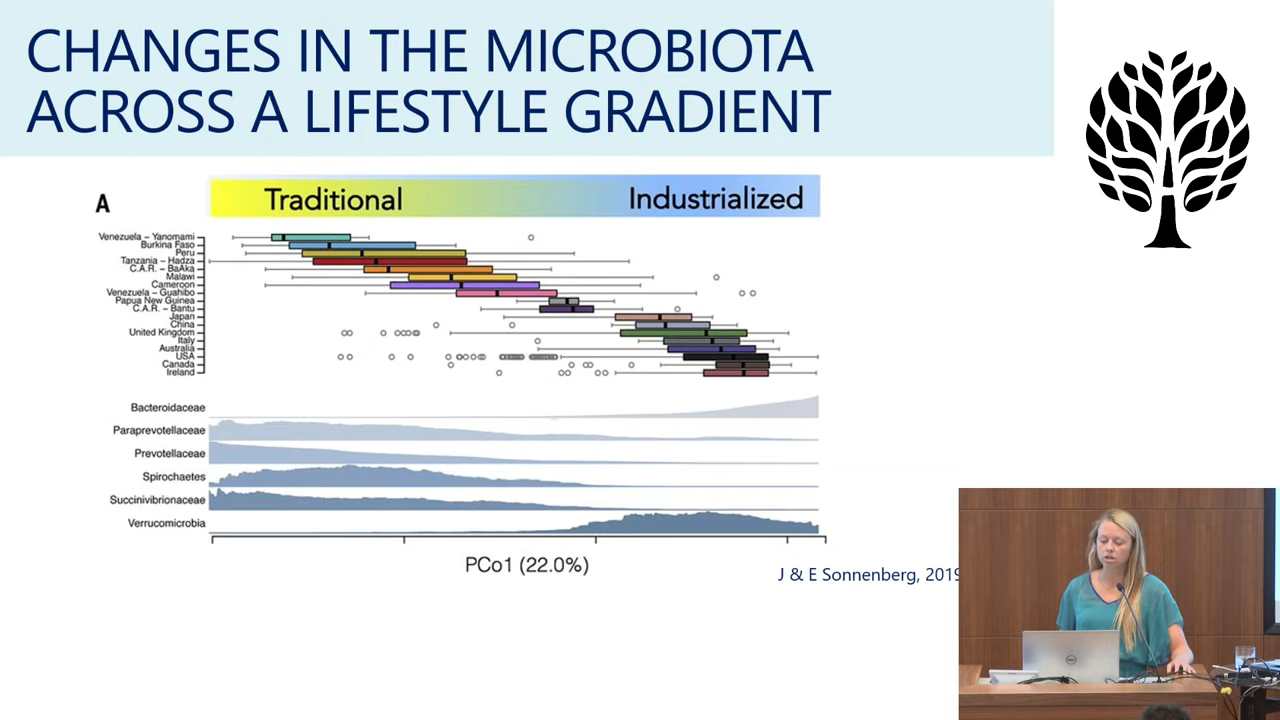 CHANGES IN THE MICROBIOTA
ACROSS A LIFESTYLE GRADIENT
A
Traditional
Industrialized
Venezuela – Yanomami
Burkina Faso
Peru
Tanzania – Hadza
C.A.R. – BaAka
Malawi
Cameroon
Venezuela – Guahibo
Papua New Guinea
C.A.R. – Bantu
Japan
China
United Kingdom
Italy
Australia
USA
Canada
Ireland
Bacteroidaceae
Paraprevotellaceae
Prevotellaceae
Spirochaetes
Succinivibrionaceae
Verrucomicrobia
PCo1 (22.0%)
J & E Sonnenberg, 2019
DELL